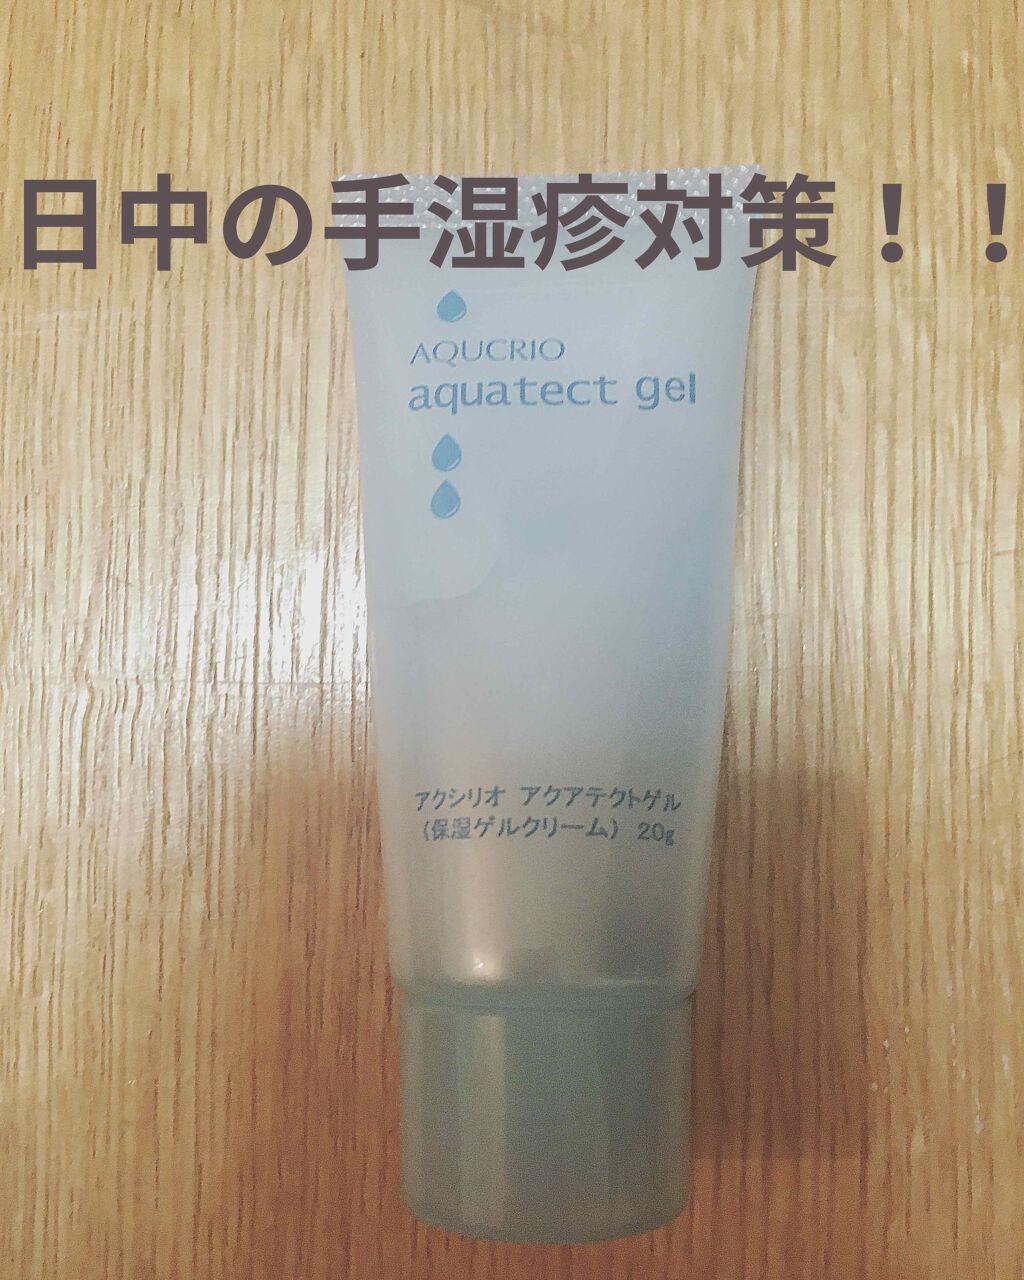 日中の手湿疹対策！！
AQUCRIO
aquatect gel
アクシリオ アクアテクトゲル
(保湿ゲルクリーム) 20g